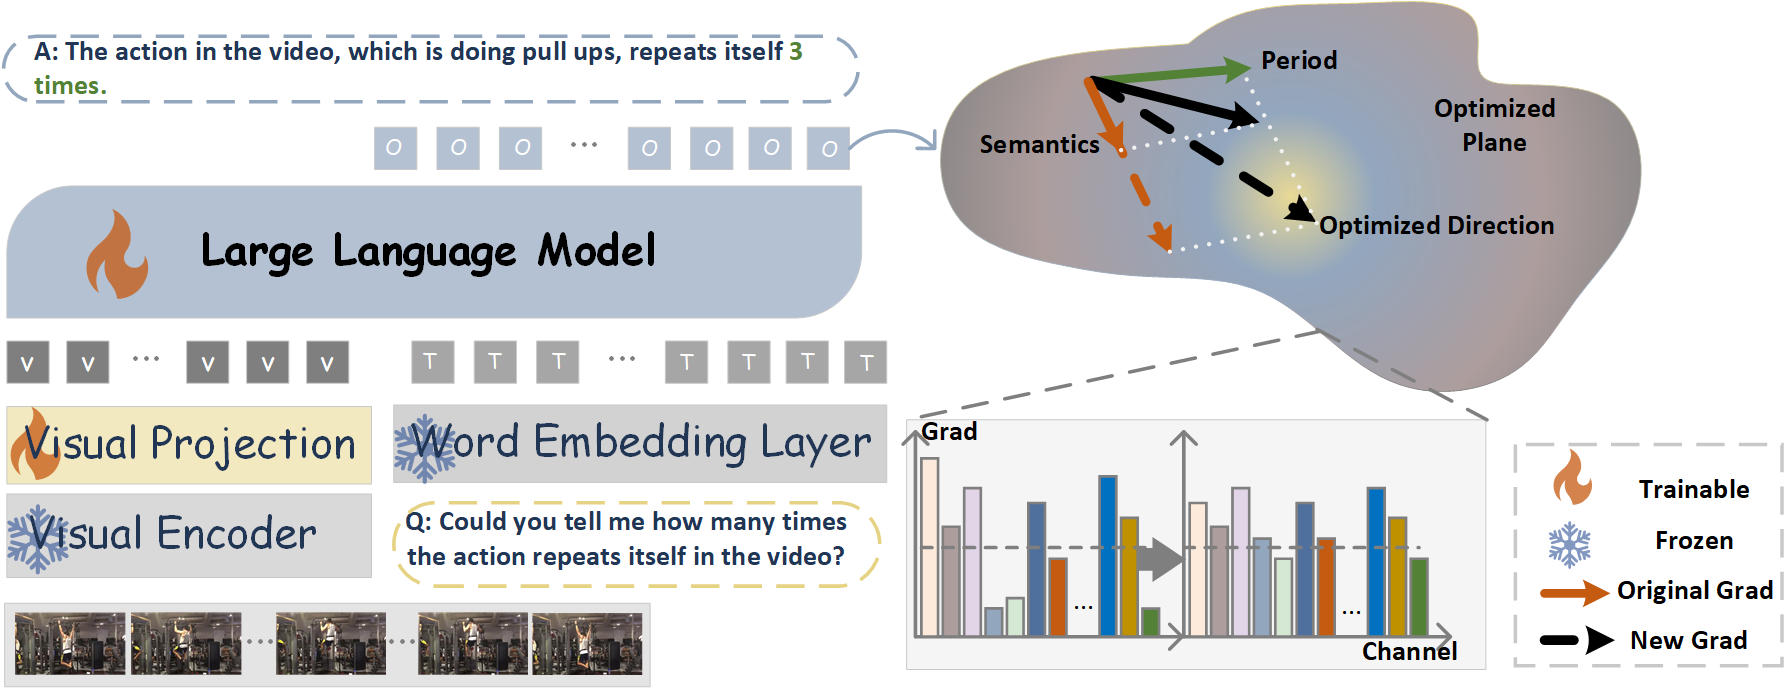 A: The action in the video, which is doing pull ups, repeats itself 3
times.
O O O ... O O O O
Large Language Model
V V ... V V V
T T T ... T T T T
Visual Projection
Word Embedding Layer
Visual Encoder
Q: Could you tell me how many times
the action repeats itself in the video?
Period
Semantics
Optimized
Plane
Optimized Direction
Grad
...
...
Channel
Trainable
Frozen
Original Grad
New Grad